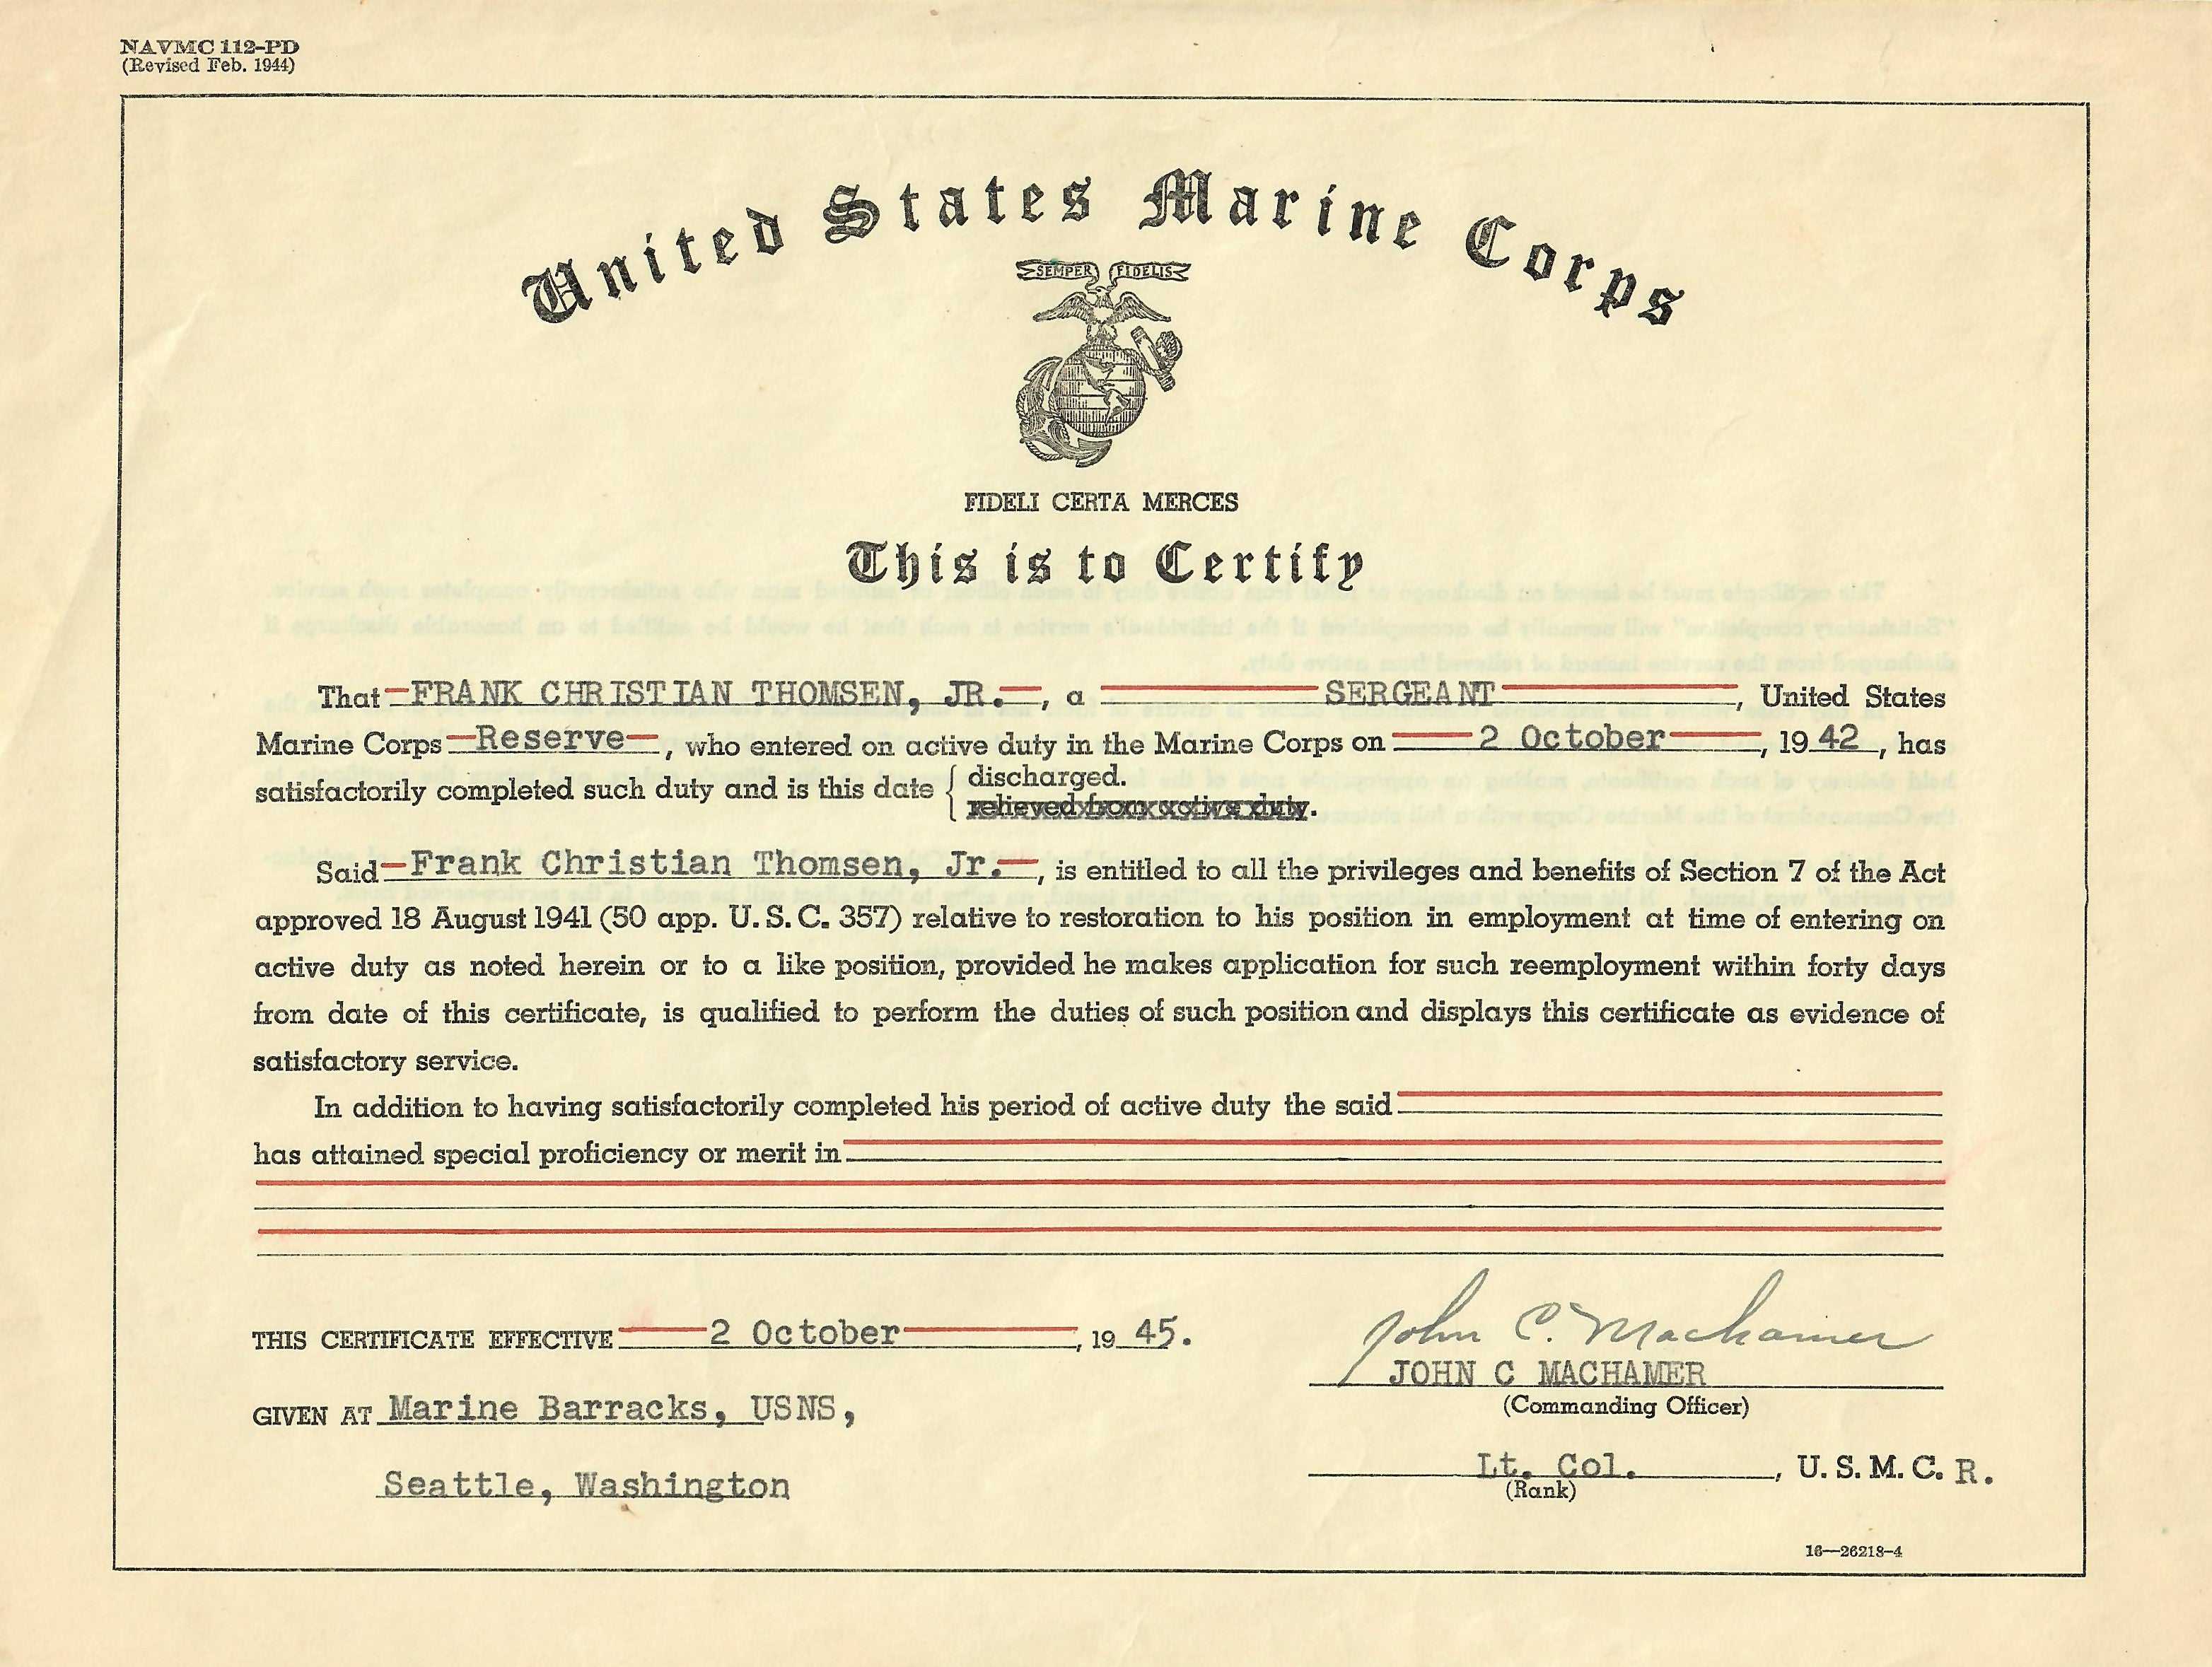 NAVMC 112-PD
(Revised Feb. 1944)
United States Marine Corps
SEMPER FIDELIS
FIDELI CERTA MERCES
This is to Certify
That FRANK CHRISTIAN THOMSEN, JR. , a SERGEANT , United States
Marine Corps Reserve , who entered on active duty in the Marine Corps on 2 October , 19 42 , has
satisfactorily completed such duty and is this date { discharged.
relieved from active duty.
Said Frank Christian Thomsen, Jr. , is entitled to all the privileges and benefits of Section 7 of the Act
approved 18 August 1941 (50 app. U. S. C. 357) relative to restoration to his position in employment at time of entering on
active duty as noted herein or to a like position, provided he makes application for such reemployment within forty days
from date of this certificate, is qualified to perform the duties of such position and displays this certificate as evidence of
satisfactory service.
In addition to having satisfactorily completed his period of active duty the said
has attained special proficiency or merit in
THIS CERTIFICATE EFFECTIVE 2 October , 19 45.
John C. Machamer
JOHN C MACHAMER
(Commanding Officer)
GIVEN AT Marine Barracks, USNS,
Seattle, Washington
Lt. Col. , U. S. M. C. R.
(Rank)
16—26218-4